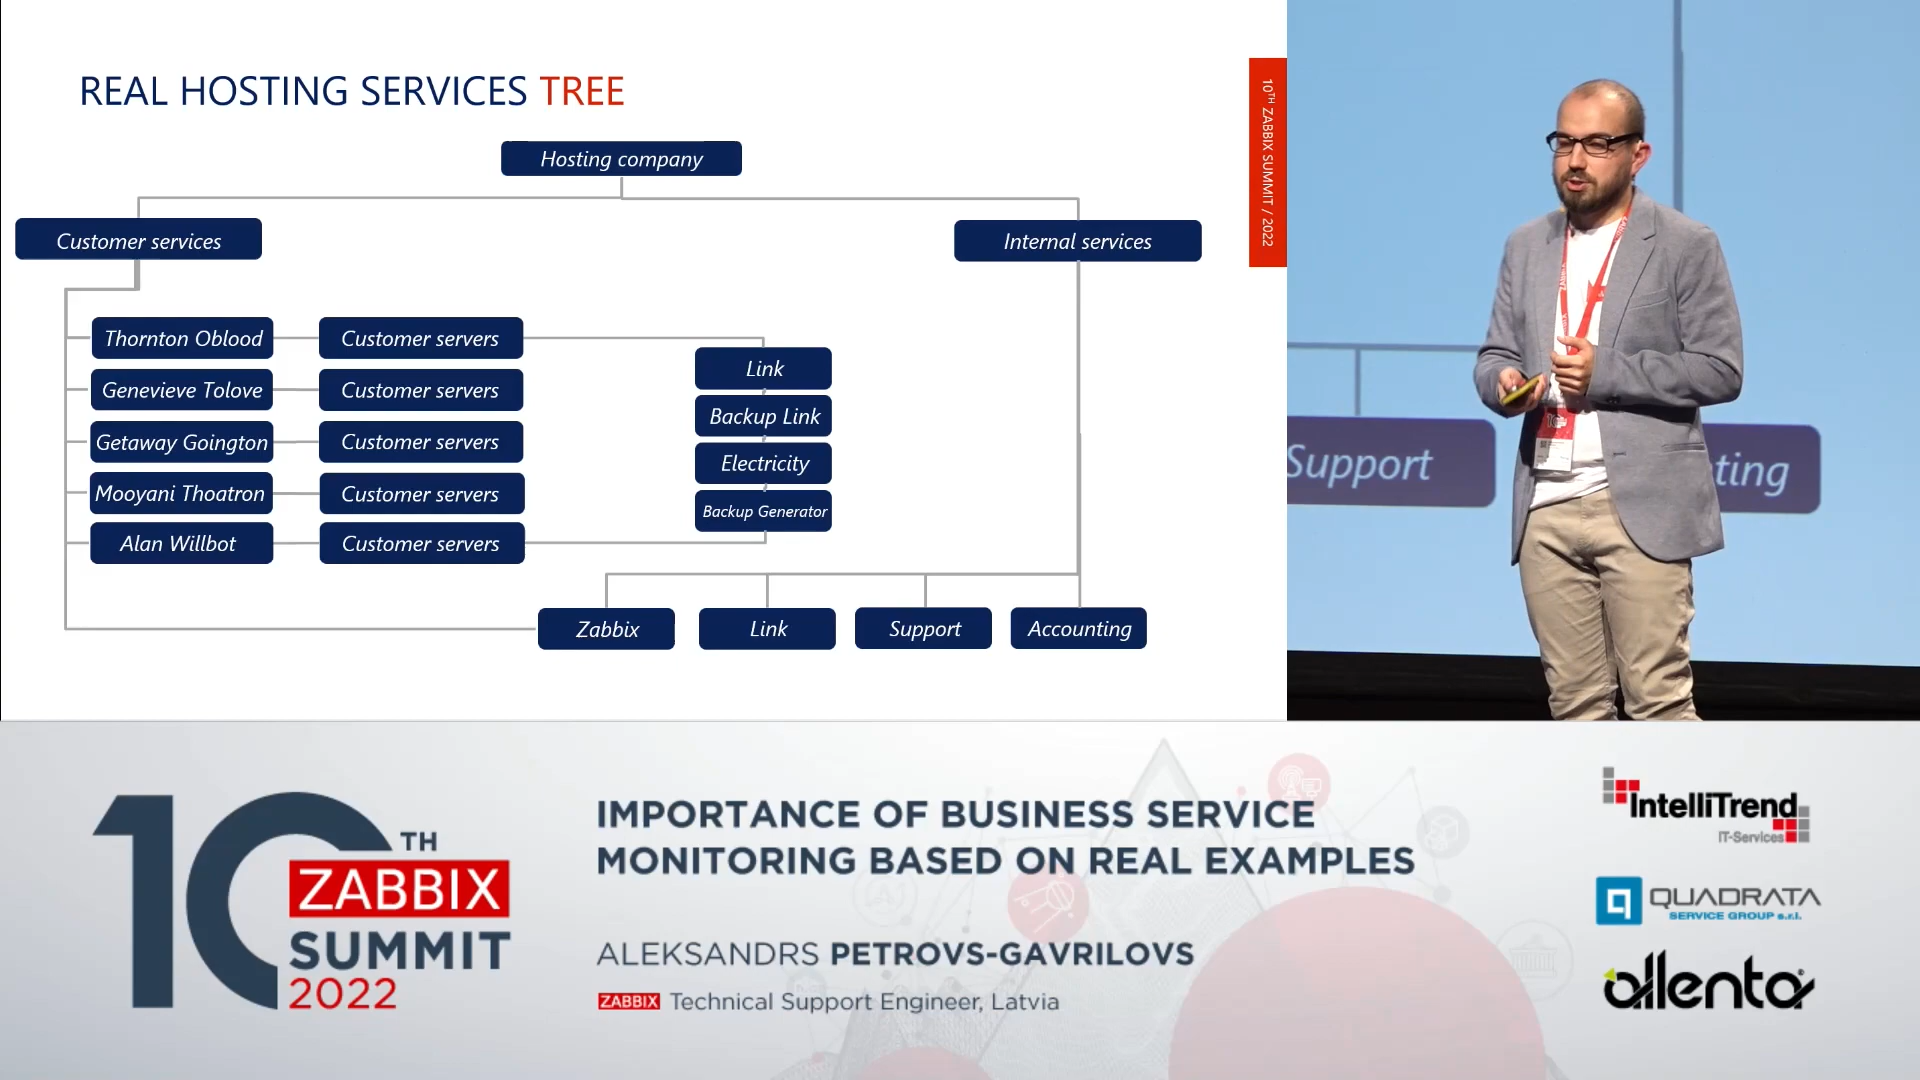 REAL HOSTING SERVICES TREE
10TH ZABBIX SUMMIT / 2022
Hosting company
Customer services
Internal services
Thornton Oblood
Customer servers
Genevieve Tolove
Customer servers
Getaway Goington
Customer servers
Mooyani Thoatron
Customer servers
Alan Willbot
Customer servers
Link
Backup Link
Electricity
Backup Generator
Zabbix
Link
Support
Accounting
Support
ting
10TH
ZABBIX
SUMMIT
2022
IMPORTANCE OF BUSINESS SERVICE
MONITORING BASED ON REAL EXAMPLES
ALEKSANDRS PETROVS-GAVRILOVS
ZABBIX Technical Support Engineer, Latvia
IntelliTrend
IT-Services
QUADRATA
SERVICE GROUP s.r.l.
allenta